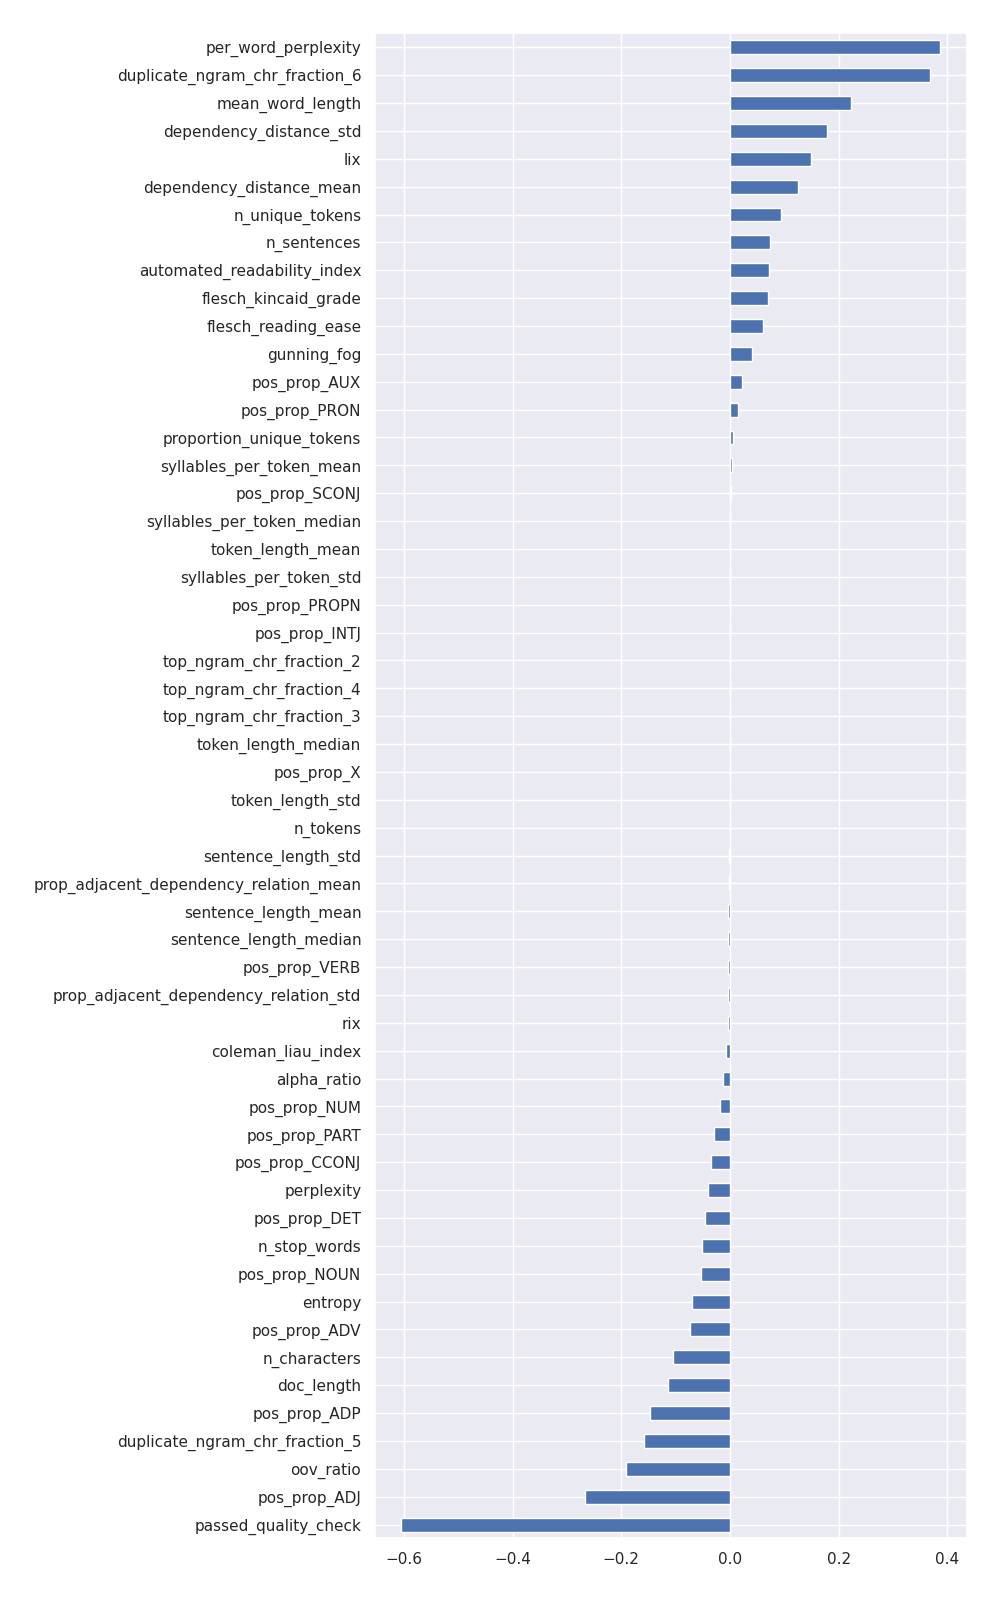 per_word_perplexity
duplicate_ngram_chr_fraction_6
mean_word_length
dependency_distance_std
lix
dependency_distance_mean
n_unique_tokens
n_sentences
automated_readability_index
flesch_kincaid_grade
flesch_reading_ease
gunning_fog
pos_prop_AUX
pos_prop_PRON
proportion_unique_tokens
syllables_per_token_mean
pos_prop_SCONJ
syllables_per_token_median
token_length_mean
syllables_per_token_std
pos_prop_PROPN
pos_prop_INTJ
top_ngram_chr_fraction_2
top_ngram_chr_fraction_4
top_ngram_chr_fraction_3
token_length_median
pos_prop_X
token_length_std
n_tokens
sentence_length_std
prop_adjacent_dependency_relation_mean
sentence_length_mean
sentence_length_median
pos_prop_VERB
prop_adjacent_dependency_relation_std
rix
coleman_liau_index
alpha_ratio
pos_prop_NUM
pos_prop_PART
pos_prop_CCONJ
perplexity
pos_prop_DET
n_stop_words
pos_prop_NOUN
entropy
pos_prop_ADV
n_characters
doc_length
pos_prop_ADP
duplicate_ngram_chr_fraction_5
oov_ratio
pos_prop_ADJ
passed_quality_check
−0.6 −0.4 −0.2 0.0 0.2 0.4